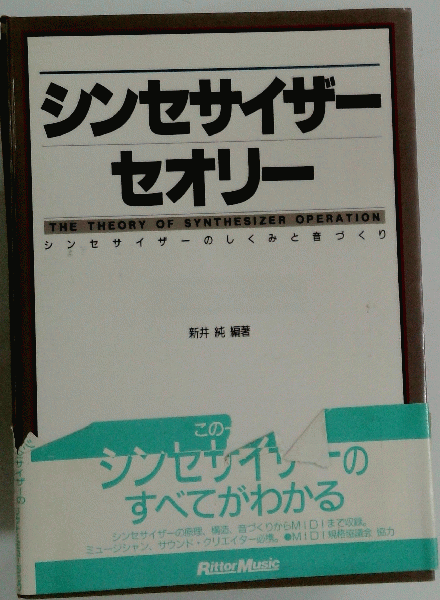 シンセサイザー
セオリー
THE THEORY OF SYNTHESIZER OPERATION
シンセサイザーのしくみと音づくり
新井 純 編著
この一
シンセサイザーの
すべてがわかる
シンセサイザーの原理、構造、音づくりからMIDIまで収録。
ミュージシャン、サウンド・クリエイター必携。●MIDI規格協議会 協力
RittorMusic